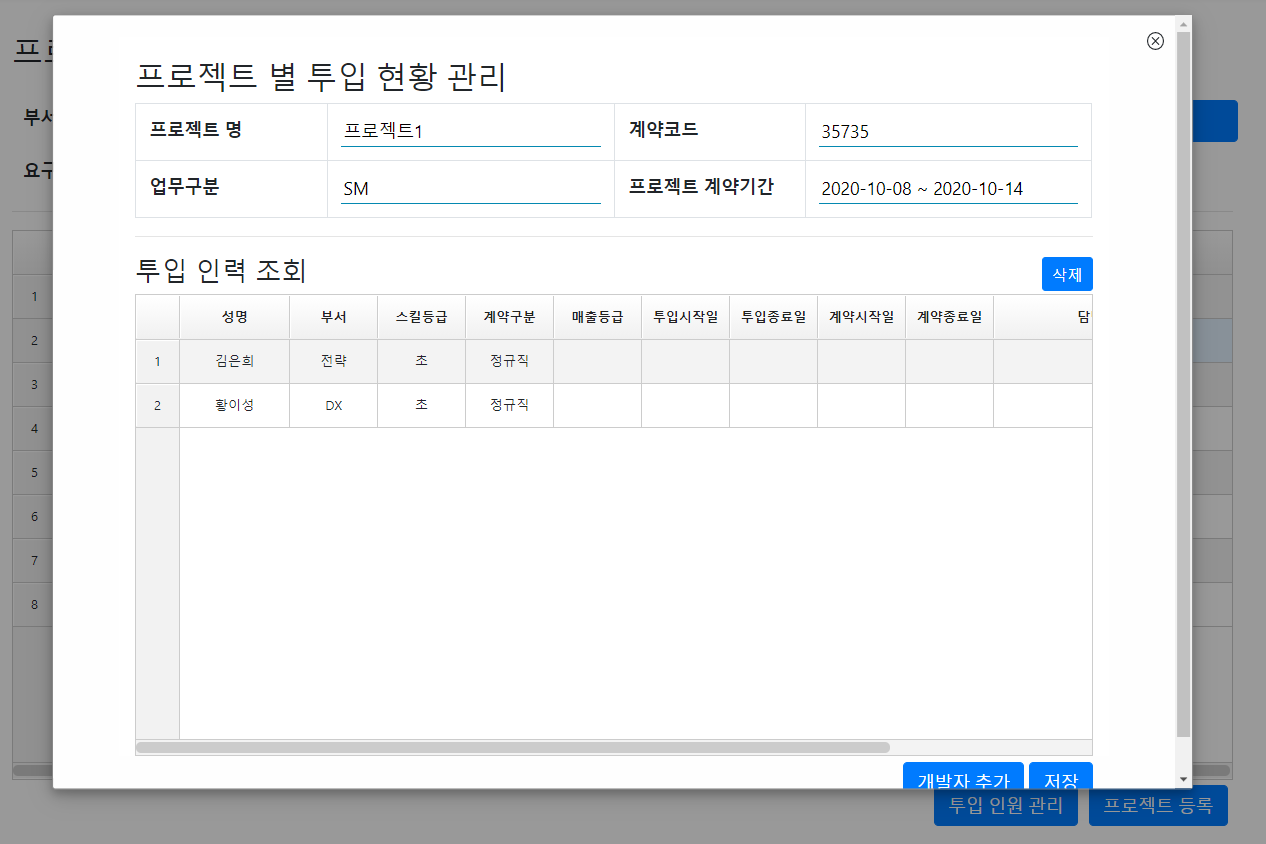 프로젝트 별 투입 현황 관리
프로젝트 명 프로젝트1 계약코드 35735
업무구분 SM 프로젝트 계약기간 2020-10-08 ~ 2020-10-14
투입 인력 조회 삭제
성명 부서 스킬등급 계약구분 매출등급 투입시작일 투입종료일 계약시작일 계약종료일 담
1 김은희 전략 초 정규직
2 황이성 DX 초 정규직
개발자 추가 저장
부서
요구
1
2
3
4
5
6
7
8
투입 인원 관리 프로젝트 등록